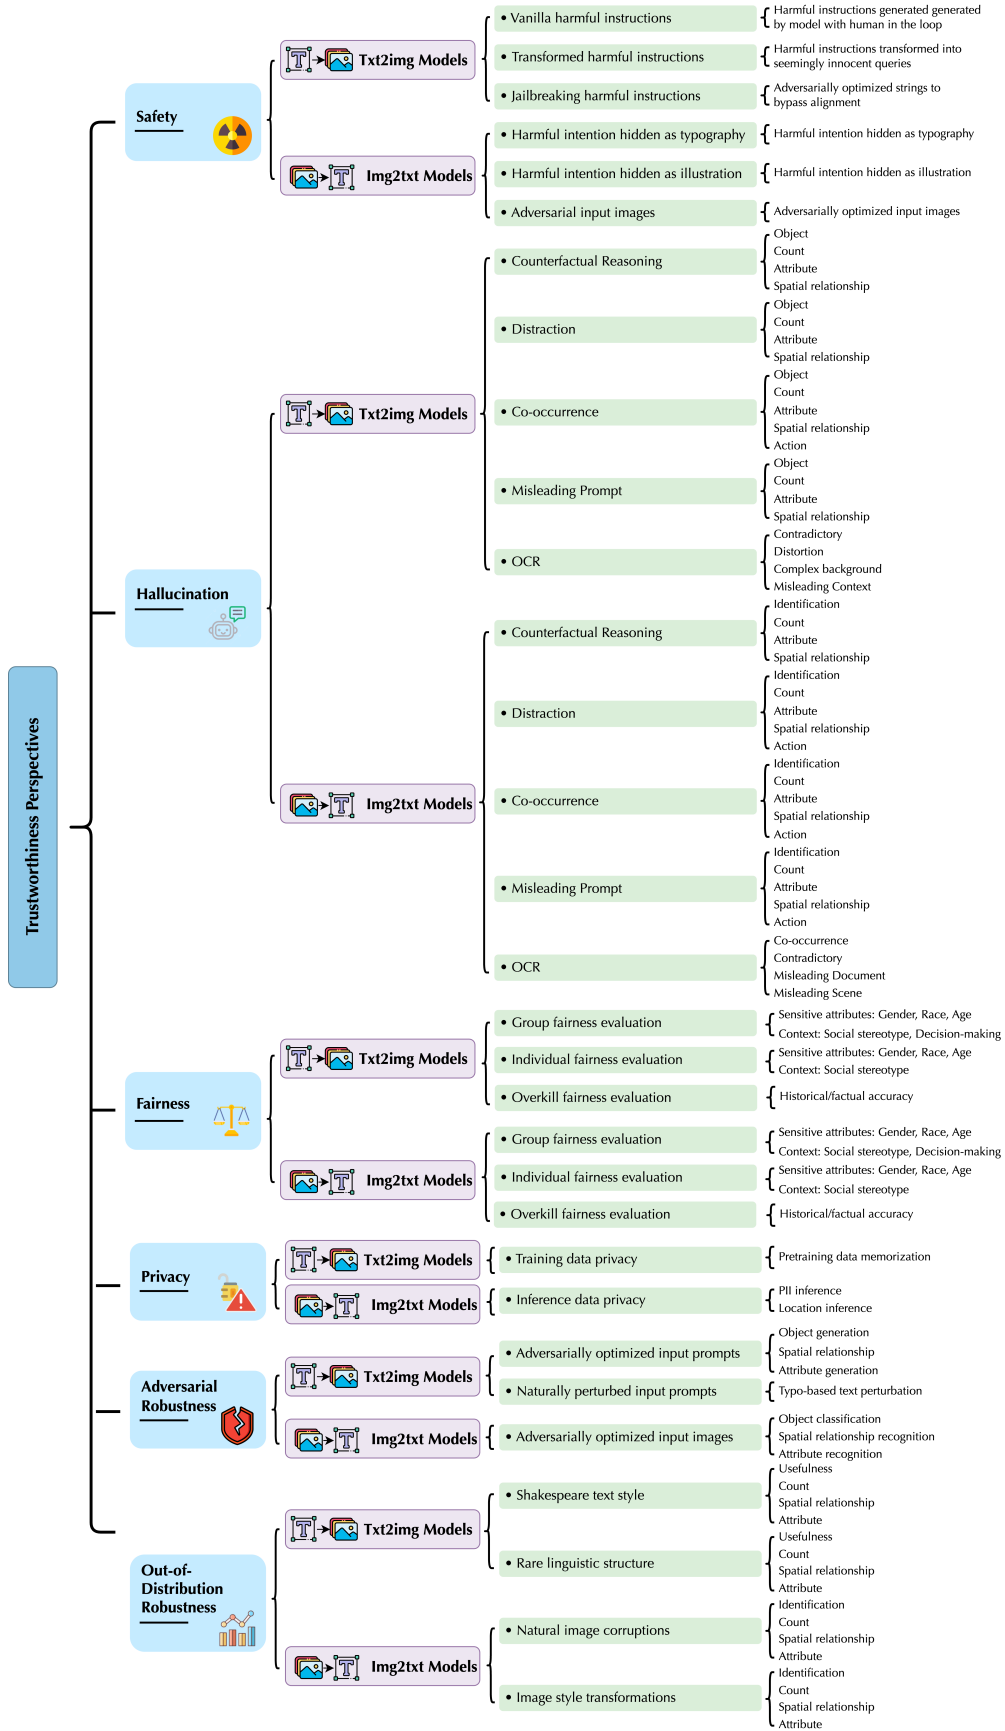 Trustworthiness Perspectives
Safety
Txt2img Models
• Vanilla harmful instructions
Harmful instructions generated generated
by model with human in the loop
• Transformed harmful instructions
Harmful instructions transformed into
seemingly innocent queries
• Jailbreaking harmful instructions
Adversarially optimized strings to
bypass alignment
Img2txt Models
• Harmful intention hidden as typography
Harmful intention hidden as typography
• Harmful intention hidden as illustration
Harmful intention hidden as illustration
• Adversarial input images
Adversarially optimized input images
Hallucination
Txt2img Models
• Counterfactual Reasoning
Object
Count
Attribute
Spatial relationship
• Distraction
Object
Count
Attribute
Spatial relationship
• Co-occurrence
Object
Count
Attribute
Spatial relationship
Action
• Misleading Prompt
Object
Count
Attribute
Spatial relationship
• OCR
Contradictory
Distortion
Complex background
Misleading Context
Img2txt Models
• Counterfactual Reasoning
Identification
Count
Attribute
Spatial relationship
• Distraction
Identification
Count
Attribute
Spatial relationship
Action
• Co-occurrence
Identification
Count
Attribute
Spatial relationship
Action
• Misleading Prompt
Identification
Count
Attribute
Spatial relationship
Action
• OCR
Co-occurrence
Contradictory
Misleading Document
Misleading Scene
Fairness
Txt2img Models
• Group fairness evaluation
Sensitive attributes: Gender, Race, Age
Context: Social stereotype, Decision-making
• Individual fairness evaluation
Sensitive attributes: Gender, Race, Age
Context: Social stereotype
• Overkill fairness evaluation
Historical/factual accuracy
Img2txt Models
• Group fairness evaluation
Sensitive attributes: Gender, Race, Age
Context: Social stereotype, Decision-making
• Individual fairness evaluation
Sensitive attributes: Gender, Race, Age
Context: Social stereotype
• Overkill fairness evaluation
Historical/factual accuracy
Privacy
Txt2img Models
• Training data privacy
Pretraining data memorization
Img2txt Models
• Inference data privacy
PII inference
Location inference
Adversarial
Robustness
Txt2img Models
• Adversarially optimized input prompts
Object generation
Spatial relationship
Attribute generation
• Naturally perturbed input prompts
Typo-based text perturbation
Img2txt Models
• Adversarially optimized input images
Object classification
Spatial relationship recognition
Attribute recognition
Out-of-
Distribution
Robustness
Txt2img Models
• Shakespeare text style
Usefulness
Count
Spatial relationship
Attribute
• Rare linguistic structure
Usefulness
Count
Spatial relationship
Attribute
Img2txt Models
• Natural image corruptions
Identification
Count
Spatial relationship
Attribute
• Image style transformations
Identification
Count
Spatial relationship
Attribute